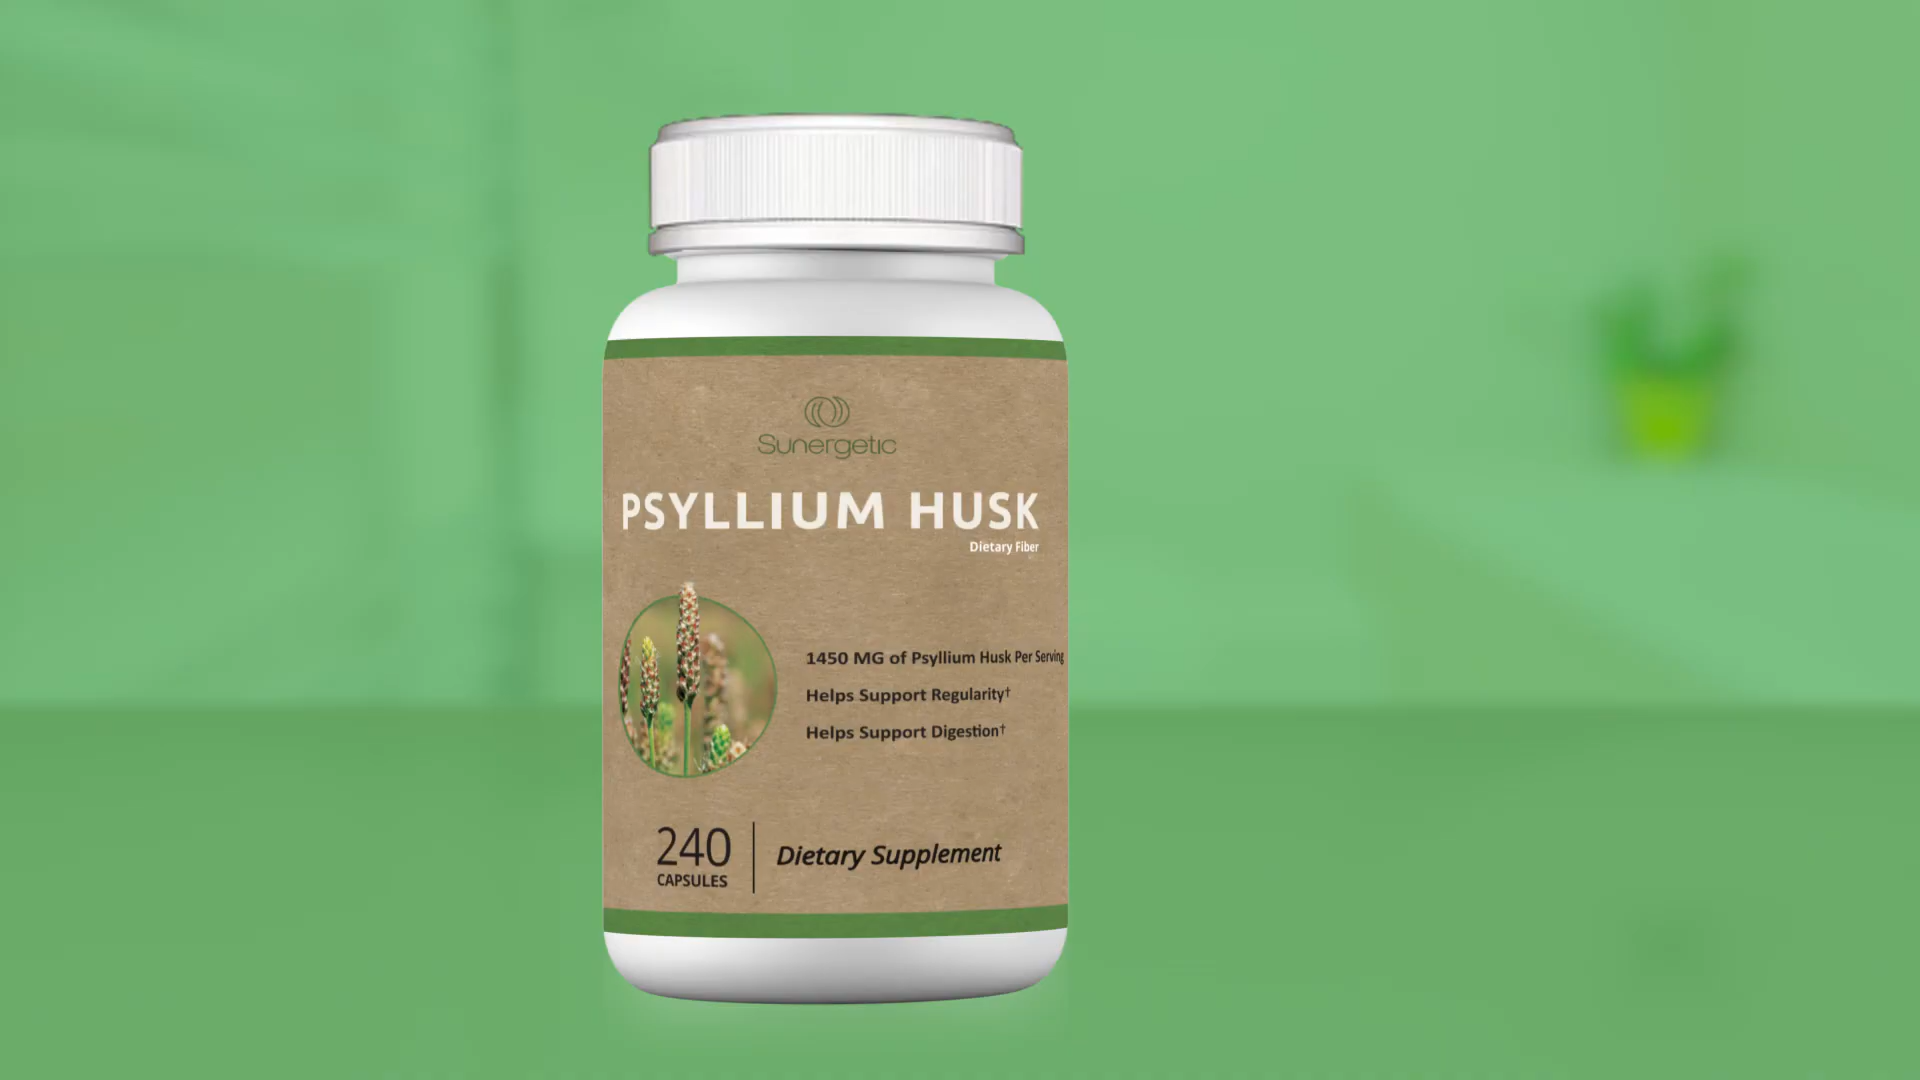 Sunergetic
PSYLLIUM HUSK
Dietary Fiber
1450 MG of Psyllium Husk Per Serving
Helps Support Regularity†
Helps Support Digestion†
240
CAPSULES
Dietary Supplement